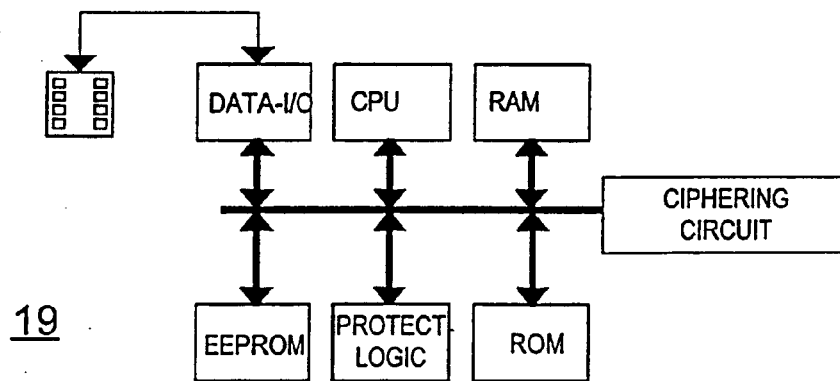 DATA-I/O
CPU
RAM
CIPHERING
CIRCUIT
19
EEPROM
PROTECT
LOGIC
ROM